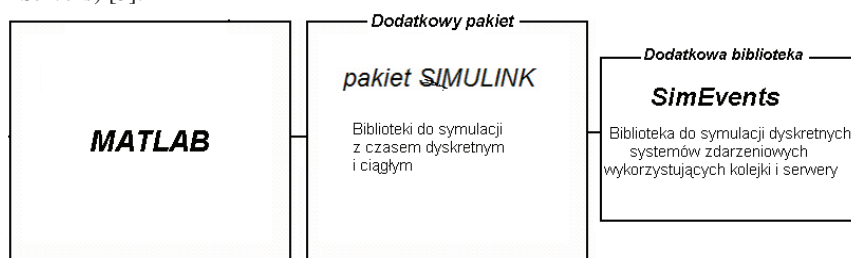 Dodatkowy pakiet
pakiet SIMULINK
Biblioteki do symulacji
z czasem dyskretnym
i ciągłym
MATLAB
Dodatkowa biblioteka
SimEvents
Biblioteka do symulacji dyskretnych
systemów zdarzeniowych
wykorzystujących kolejki i serwery